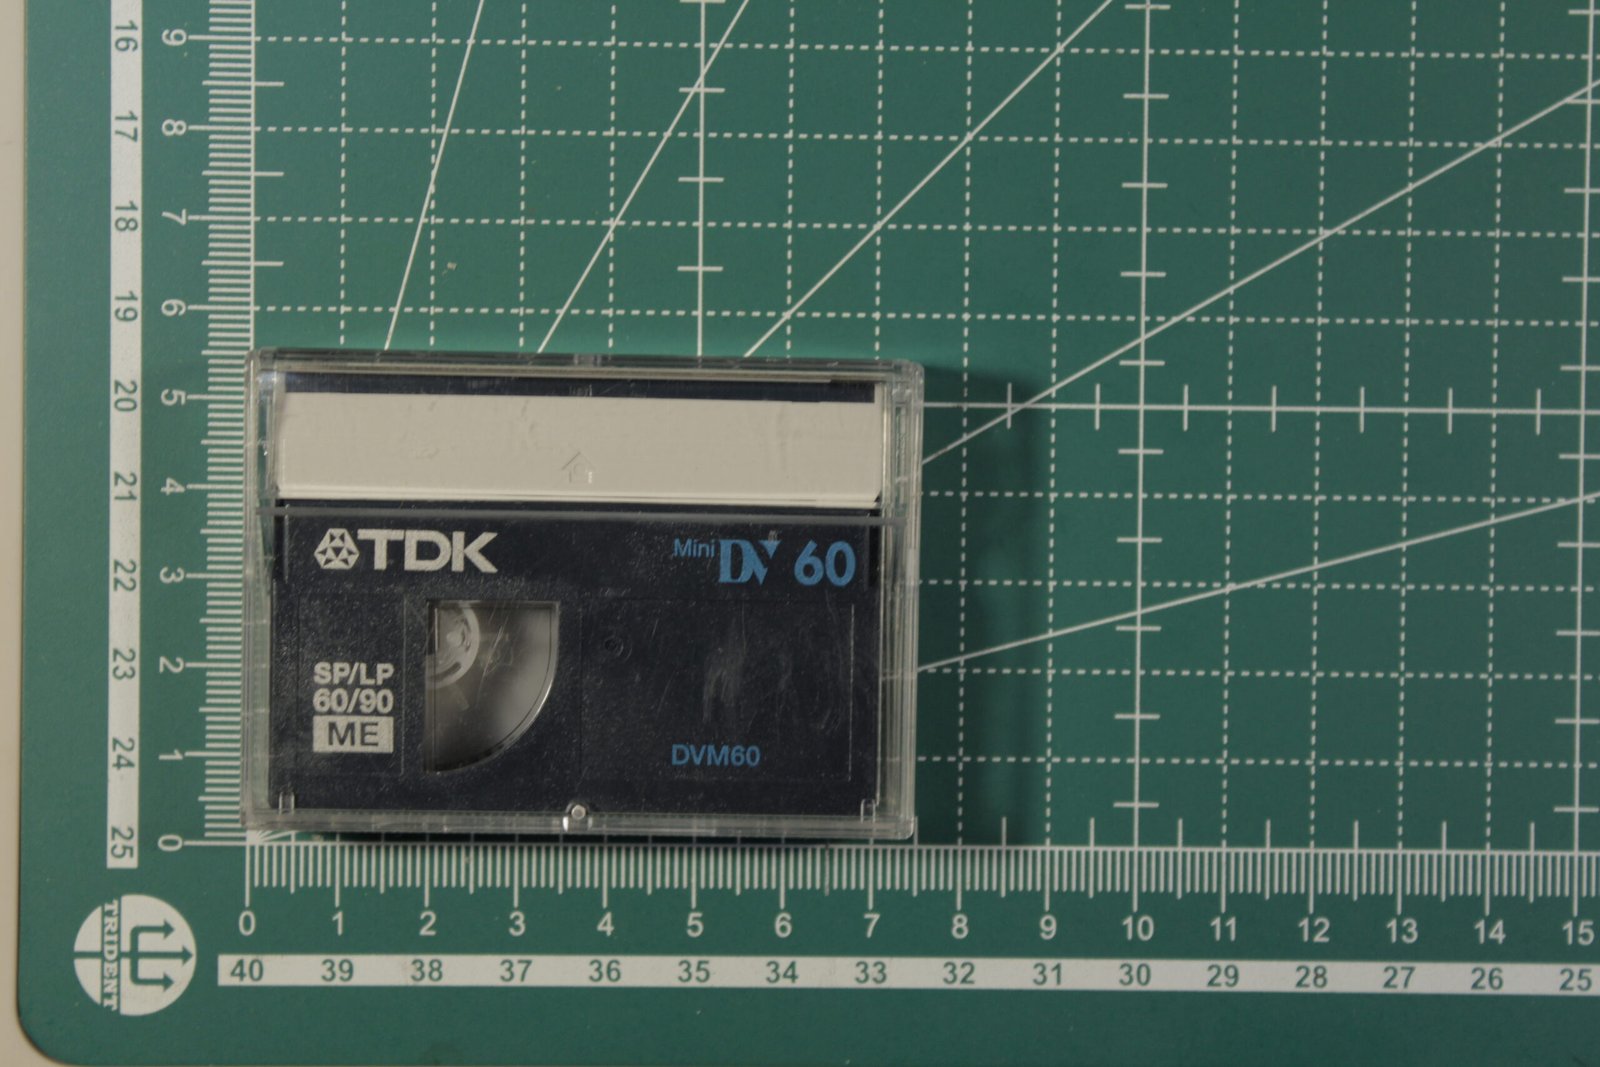 TDK
Mini DV 60
SP/LP
60/90
ME
DVM60
16 17 18 19 20 21 22 23 24 25
9 8 7 6 5 4 3 2 1 0
0 1 2 3 4 5 6 7 8 9 10 11 12 13 14 15
40 39 38 37 36 35 34 33 32 31 30 29 28 27 26 25
TRIDENT